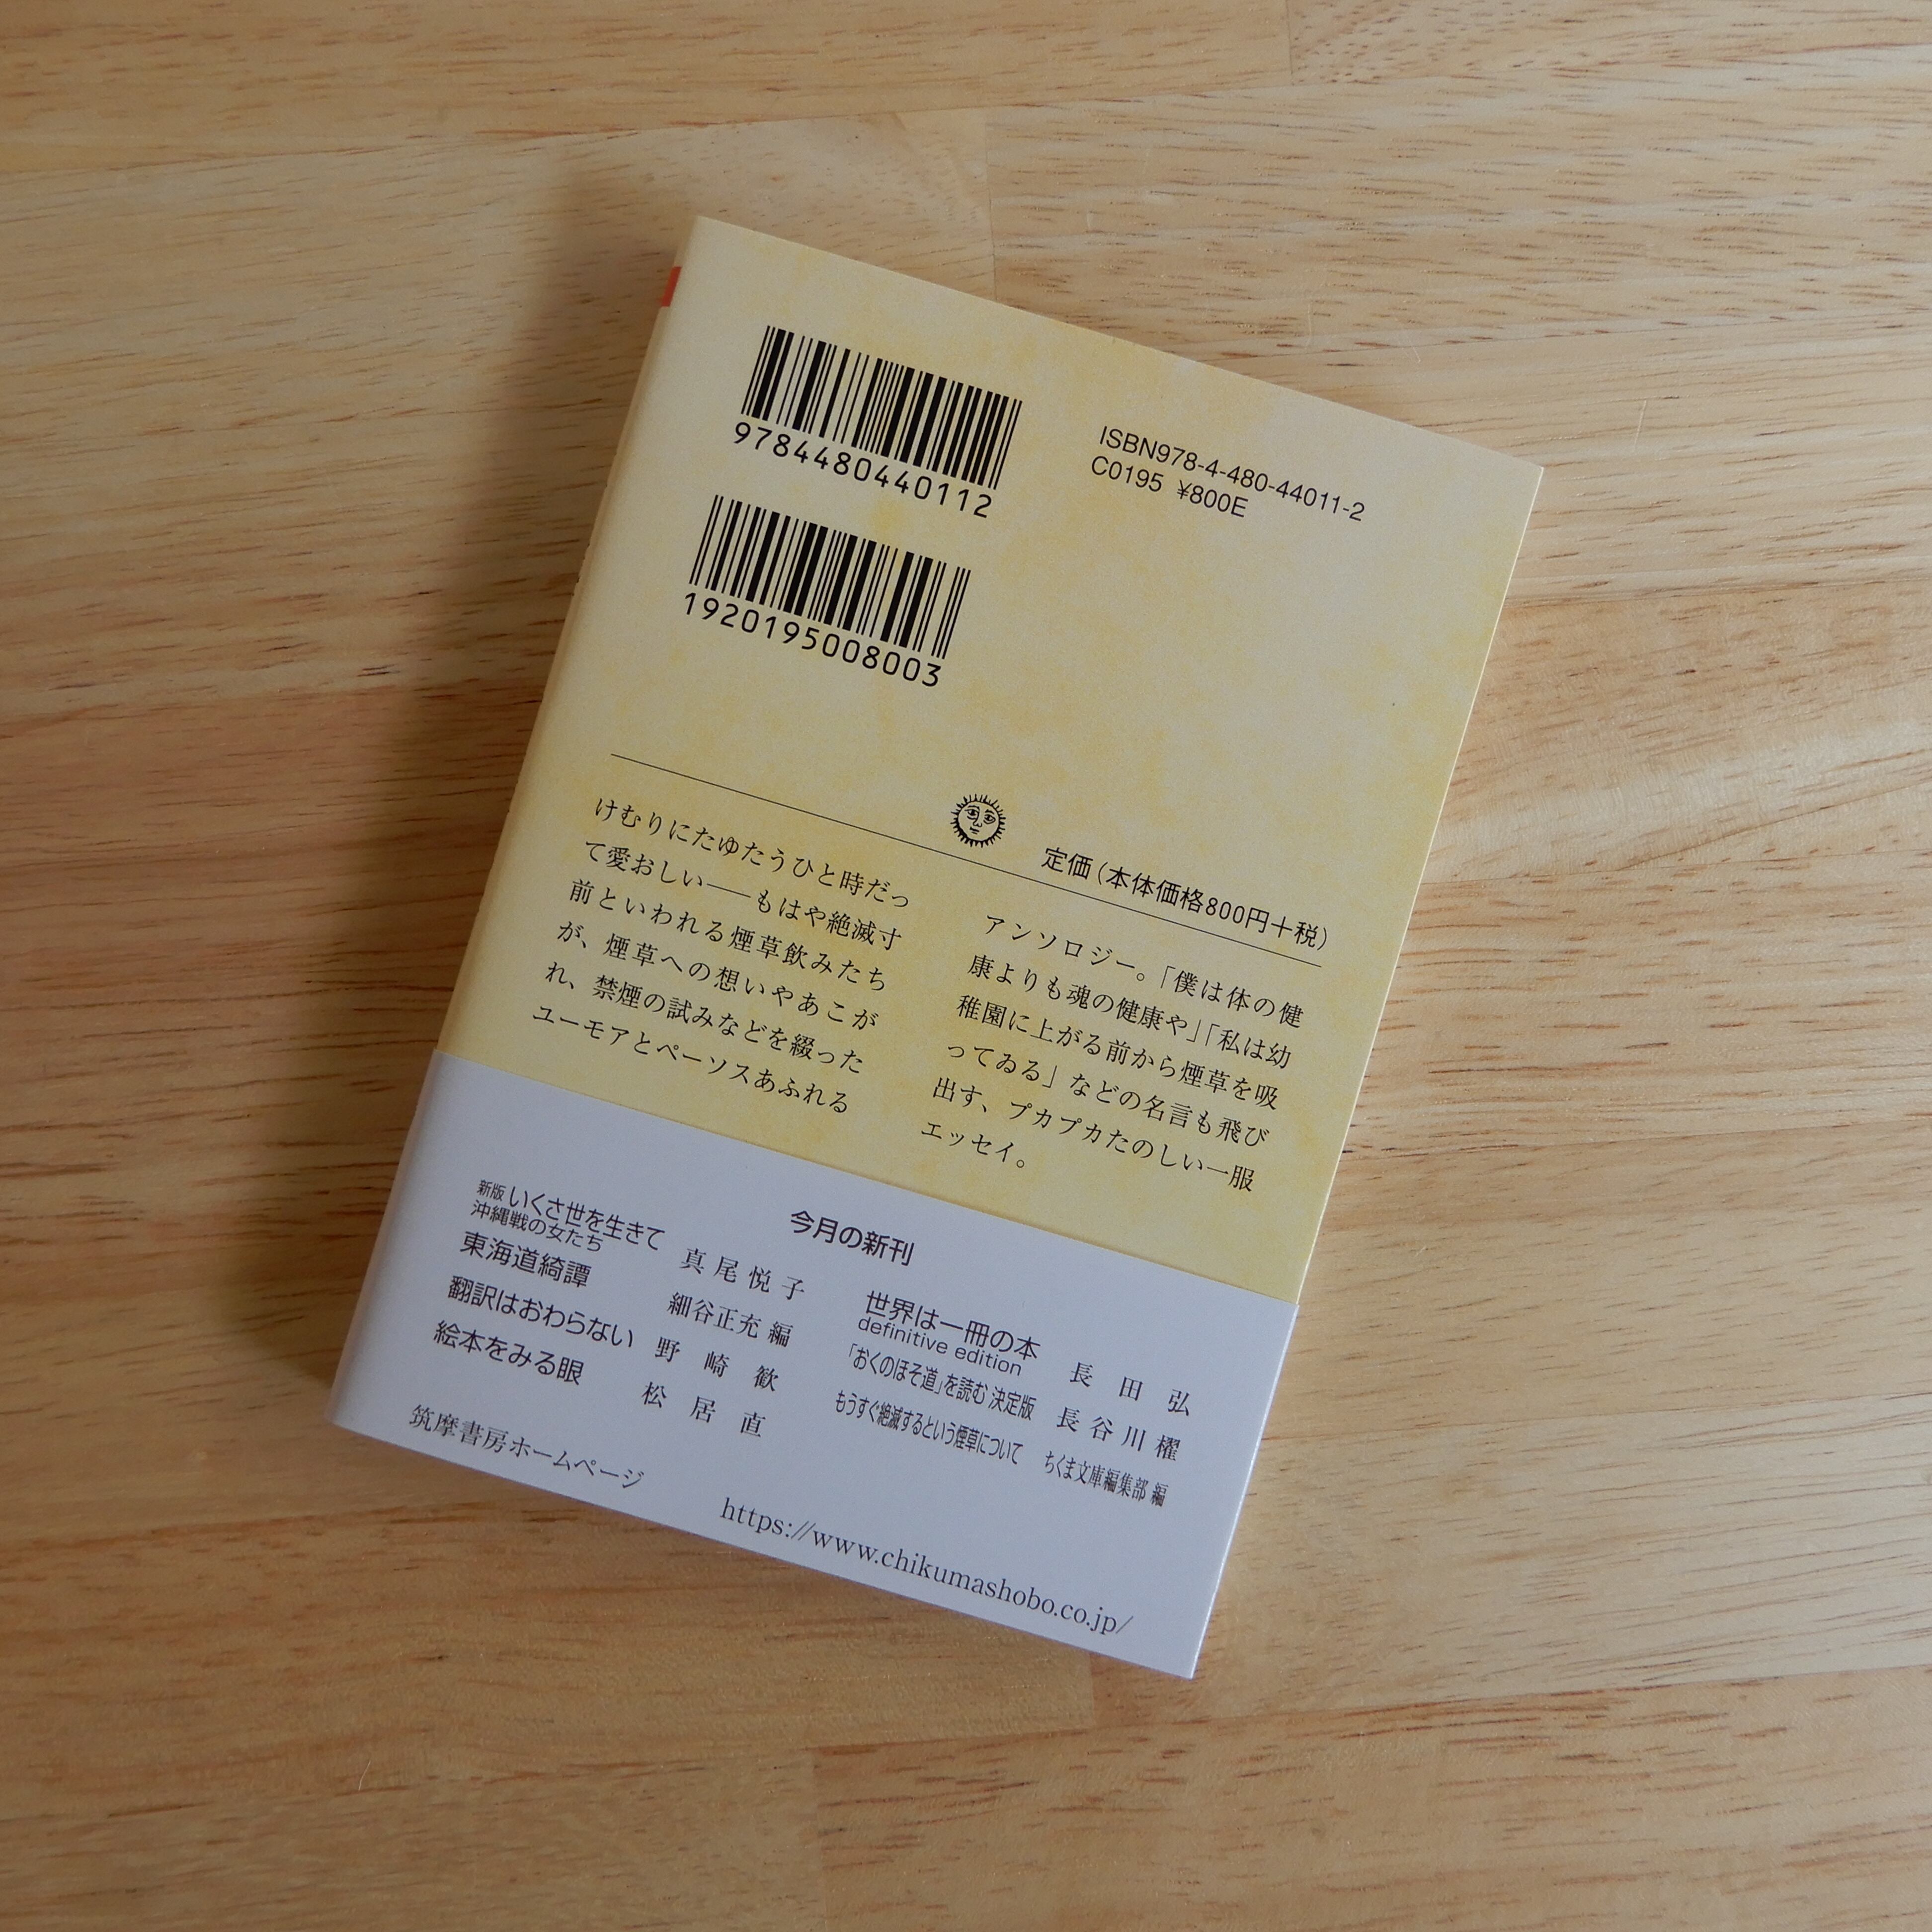 9784480440112
1920195008003
ISBN978-4-480-44011-2
C0195 ¥800E
定価（本体価格800円＋税）
けむりにたゆたうひと時だっ
て愛おしい――もはや絶滅寸
前といわれる煙草飲みたち
が、煙草への想いやあこが
れ、禁煙の試みなどを綴った
ユーモアとペーソスあふれる
アンソロジー。「僕は体の健
康よりも魂の健康や」「私は幼
稚園に上がる前から煙草を吸
ってゐる」などの名言も飛び
出す、プカプカたのしい一服
エッセイ。
今月の新刊
新版 いくさ世を生きて
沖縄戦の女たち 真尾悦子
東海道綺譚 細谷正充 編
翻訳はおわらない 野崎歓
絵本をみる眼 松居直
世界は一冊の本
definitive edition 長田弘
「おくのほそ道」を読む 決定版 長谷川櫂
もうすぐ絶滅するという煙草について ちくま文庫編集部 編
筑摩書房ホームページ https://www.chikumashobo.co.jp/